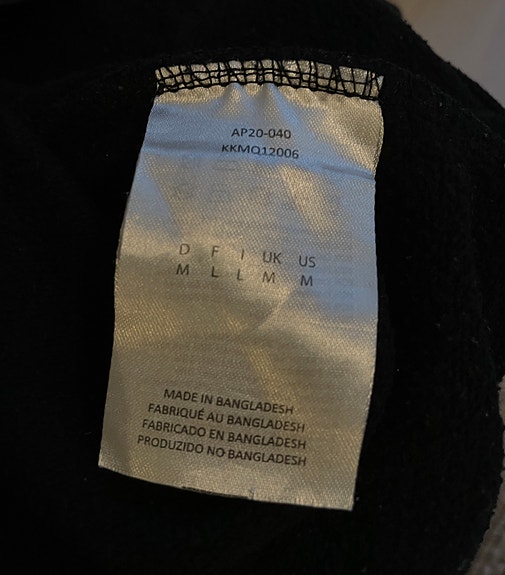 AP20-040
KKMQ12006
D F I UK US
M L L M M
MADE IN BANGLADESH
FABRIQUÉ AU BANGLADESH
FABRICADO EN BANGLADESH
PRODUZIDO NO BANGLADESH